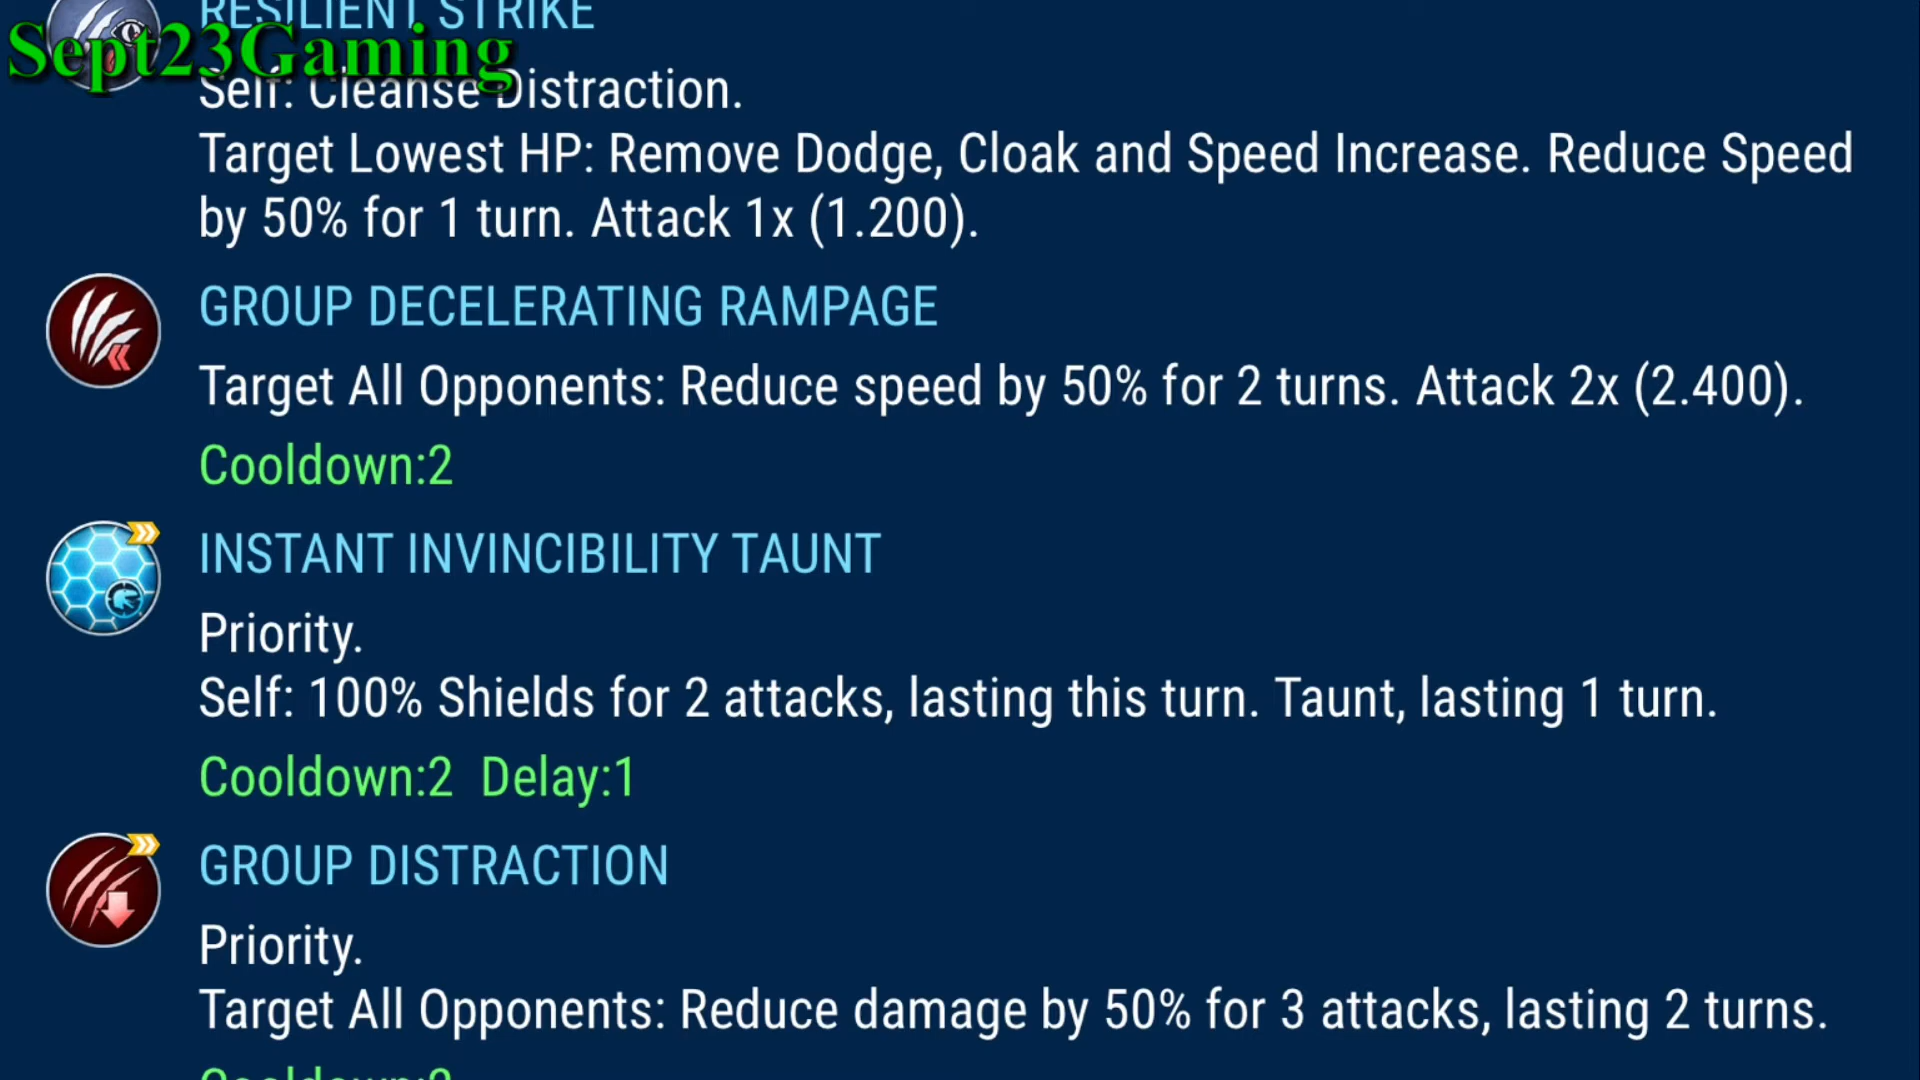 RESILIENT STRIKE
Sept23Gaming
Self: Cleanse Distraction.
Target Lowest HP: Remove Dodge, Cloak and Speed Increase. Reduce Speed
by 50% for 1 turn. Attack 1x (1.200).
GROUP DECELERATING RAMPAGE
Target All Opponents: Reduce speed by 50% for 2 turns. Attack 2x (2.400).
Cooldown:2
INSTANT INVINCIBILITY TAUNT
Priority.
Self: 100% Shields for 2 attacks, lasting this turn. Taunt, lasting 1 turn.
Cooldown:2 Delay:1
GROUP DISTRACTION
Priority.
Target All Opponents: Reduce damage by 50% for 3 attacks, lasting 2 turns.